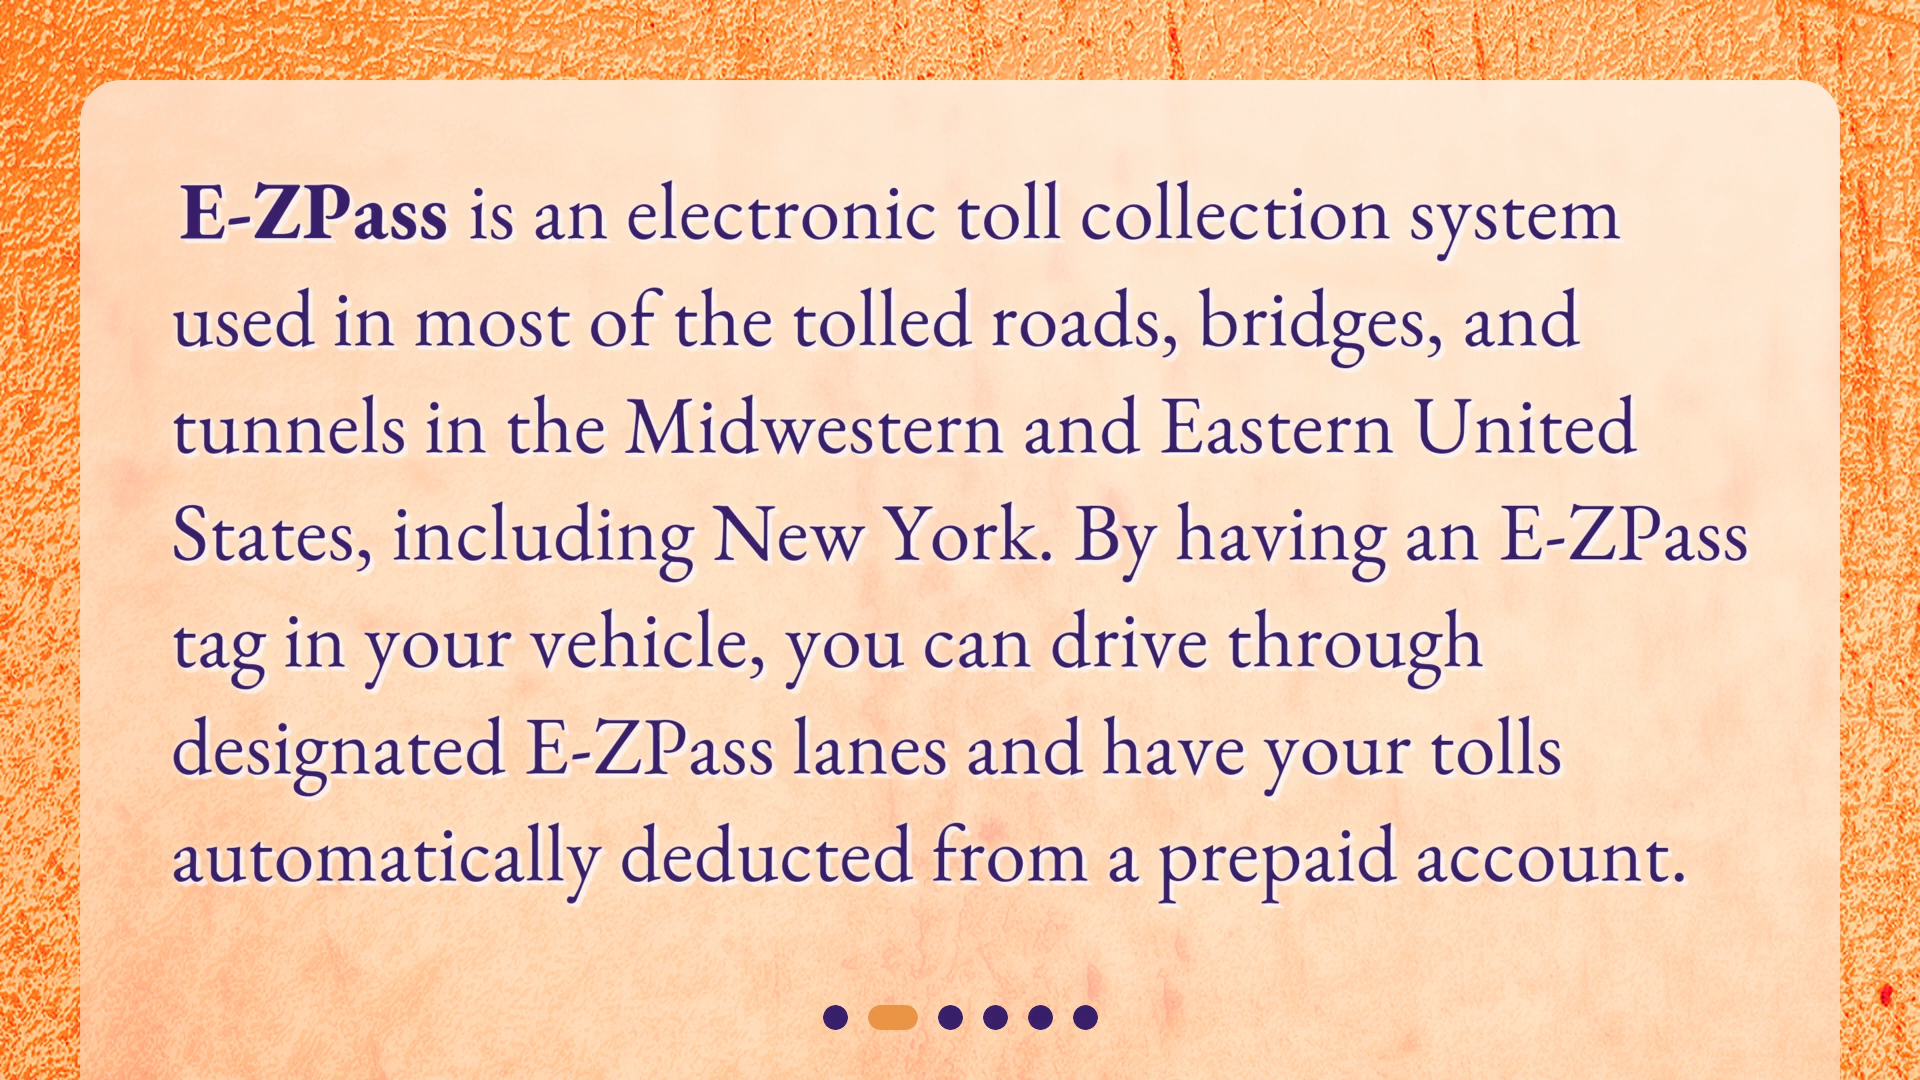 E-ZPass is an electronic toll collection system
used in most of the tolled roads, bridges, and
tunnels in the Midwestern and Eastern United
States, including New York. By having an E-ZPass
tag in your vehicle, you can drive through
designated E-ZPass lanes and have your tolls
automatically deducted from a prepaid account.